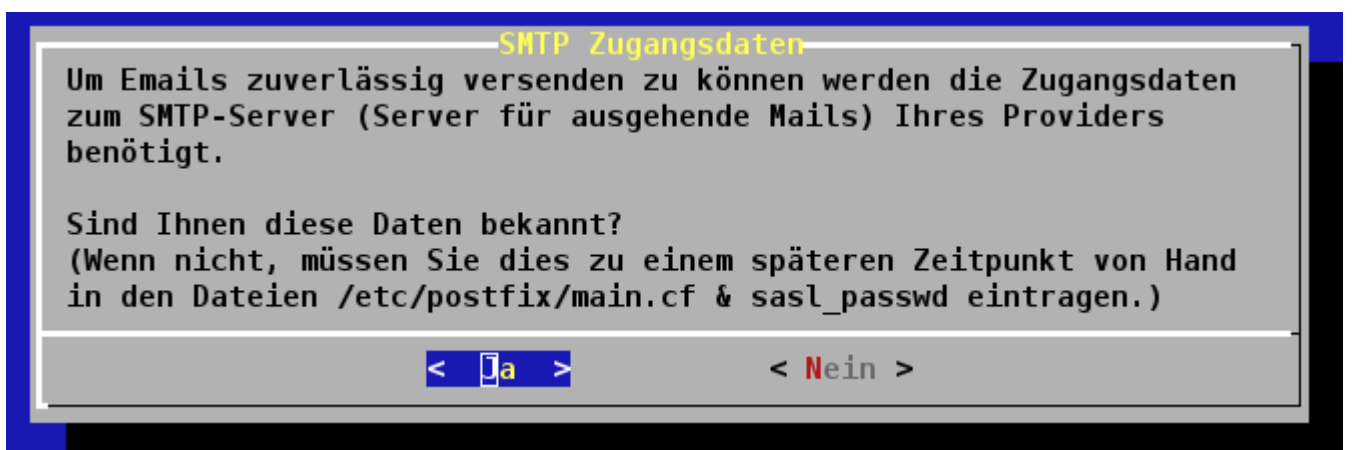 SMTP Zugangsdaten
Um Emails zuverlässig versenden zu können werden die Zugangsdaten
zum SMTP-Server (Server für ausgehende Mails) Ihres Providers
benötigt.
Sind Ihnen diese Daten bekannt?
(Wenn nicht, müssen Sie dies zu einem späteren Zeitpunkt von Hand
in den Dateien /etc/postfix/main.cf & sasl_passwd eintragen.)
< Ja > < Nein >